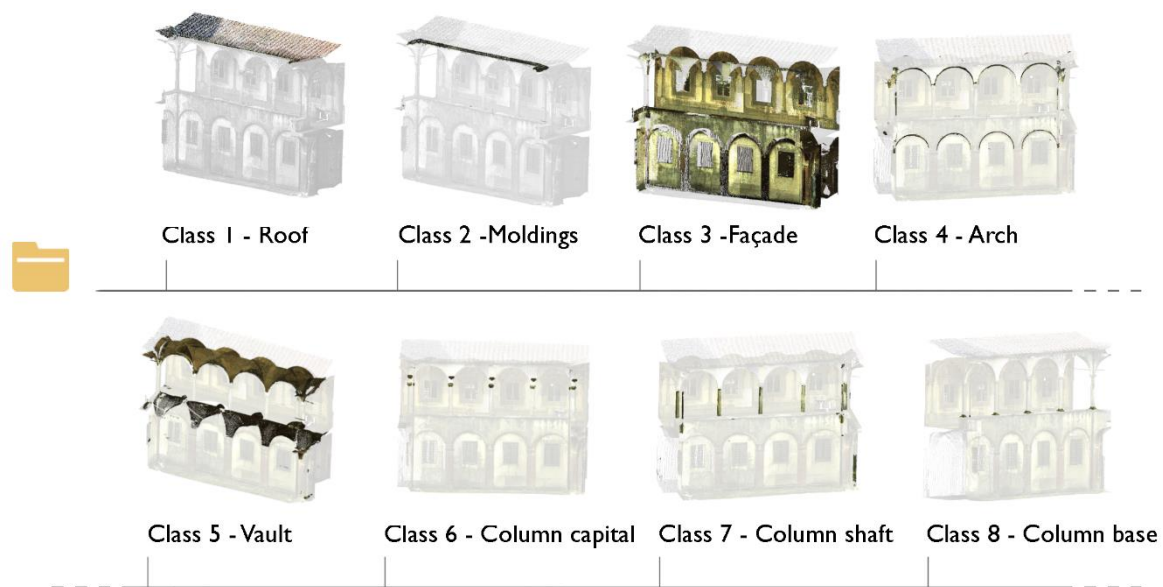 Class 1 - Roof
Class 2 -Moldings
Class 3 -Façade
Class 4 - Arch
Class 5 - Vault
Class 6 - Column capital
Class 7 - Column shaft
Class 8 - Column base